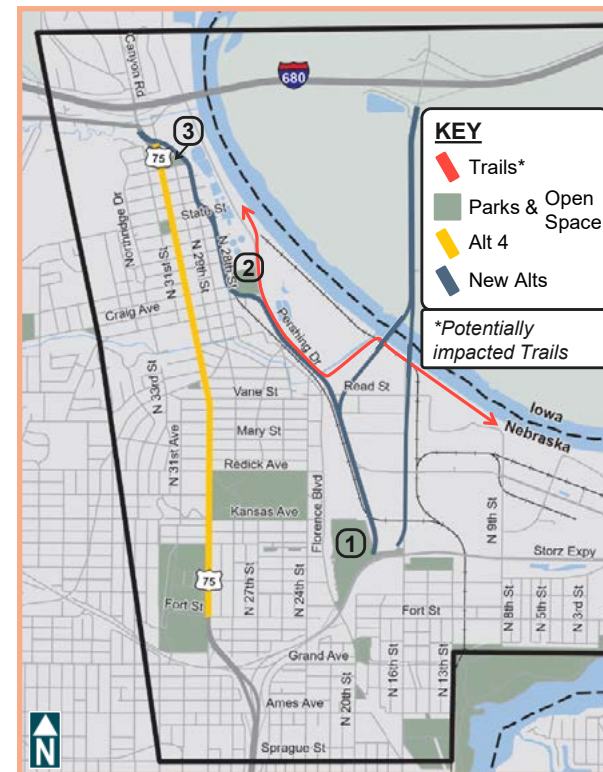 Canyon Rd
680
KEY
Trails*
Parks & Open
Space
Alt 4
New Alts
*Potentially
impacted Trails
3
75
Northridge Dr
State St
N 31st St
N 29th St
N 28th St
2
Craig Ave
Pershing Dr
N 33rd St
Vane St
Read St
Iowa
Nebraska
Mary St
N 31st Ave
Redick Ave
Kansas Ave
Florence Blvd
N 9th St
1
Storz Expy
75
Fort St
N 27th St
N 24th St
Fort St
N 8th St
N 5th St
N 3rd St
Grand Ave
N 20th St
N 16th St
N 13th St
Ames Ave
N
Sprague St